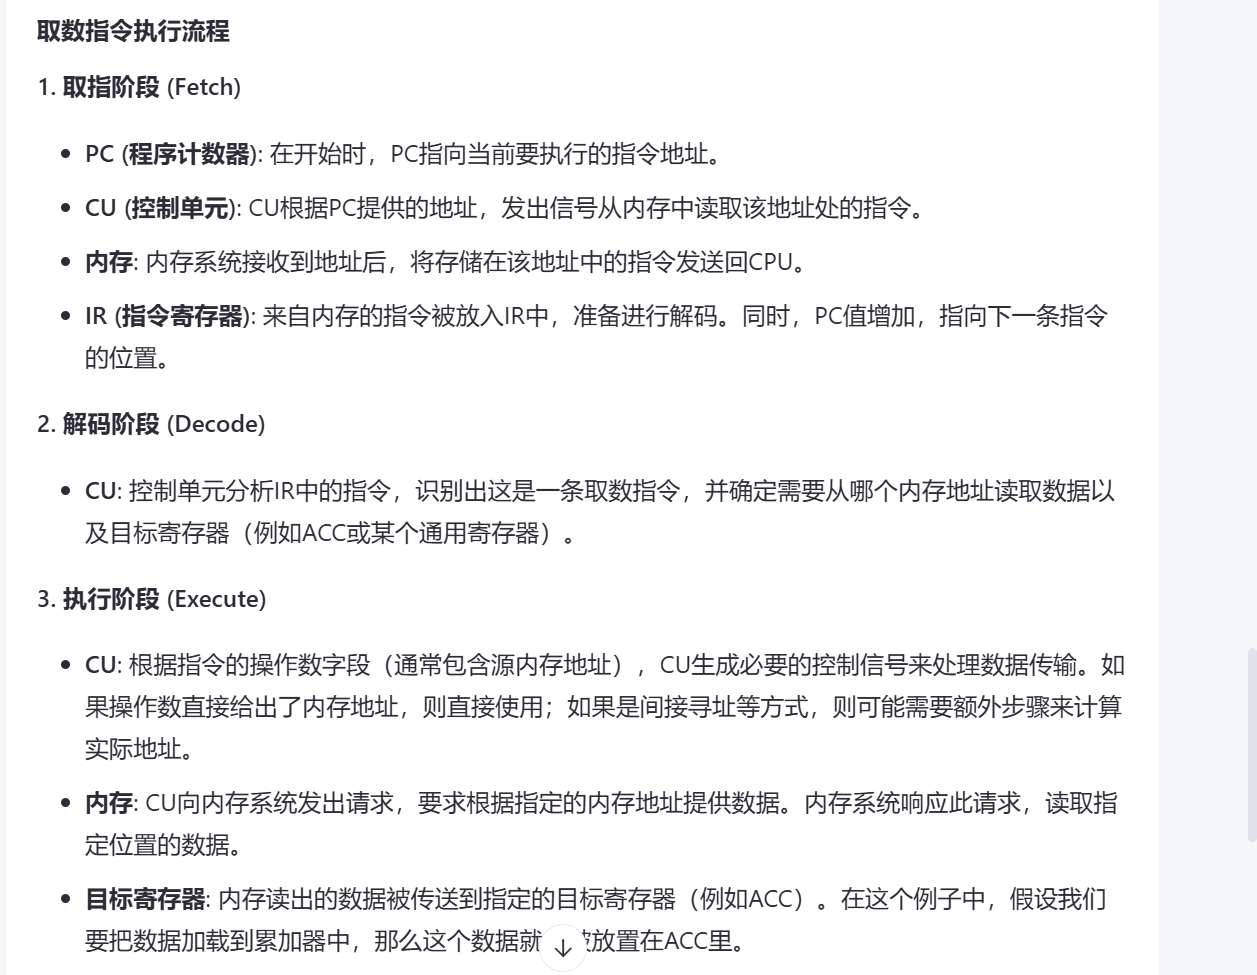 取数指令执行流程
1. 取指阶段 (Fetch)
• PC (程序计数器): 在开始时，PC指向当前要执行的指令地址。
• CU (控制单元): CU根据PC提供的地址，发出信号从内存中读取该地址处的指令。
• 内存: 内存系统接收到地址后，将存储在该地址中的指令发送回CPU。
• IR (指令寄存器): 来自内存的指令被放入IR中，准备进行解码。同时，PC值增加，指向下一条指令
的位置。
2. 解码阶段 (Decode)
• CU: 控制单元分析IR中的指令，识别出这是一条取数指令，并确定需要从哪个内存地址读取数据以
及目标寄存器（例如ACC或某个通用寄存器）。
3. 执行阶段 (Execute)
• CU: 根据指令的操作数字段（通常包含源内存地址），CU生成必要的控制信号来处理数据传输。如
果操作数直接给出了内存地址，则直接使用；如果是间接寻址等方式，则可能需要额外步骤来计算
实际地址。
• 内存: CU向内存系统发出请求，要求根据指定的内存地址提供数据。内存系统响应此请求，读取指
定位置的数据。
• 目标寄存器: 内存读出的数据被传送到指定的目标寄存器（例如ACC）。在这个例子中，假设我们
要把数据加载到累加器中，那么这个数据就放置在ACC里。